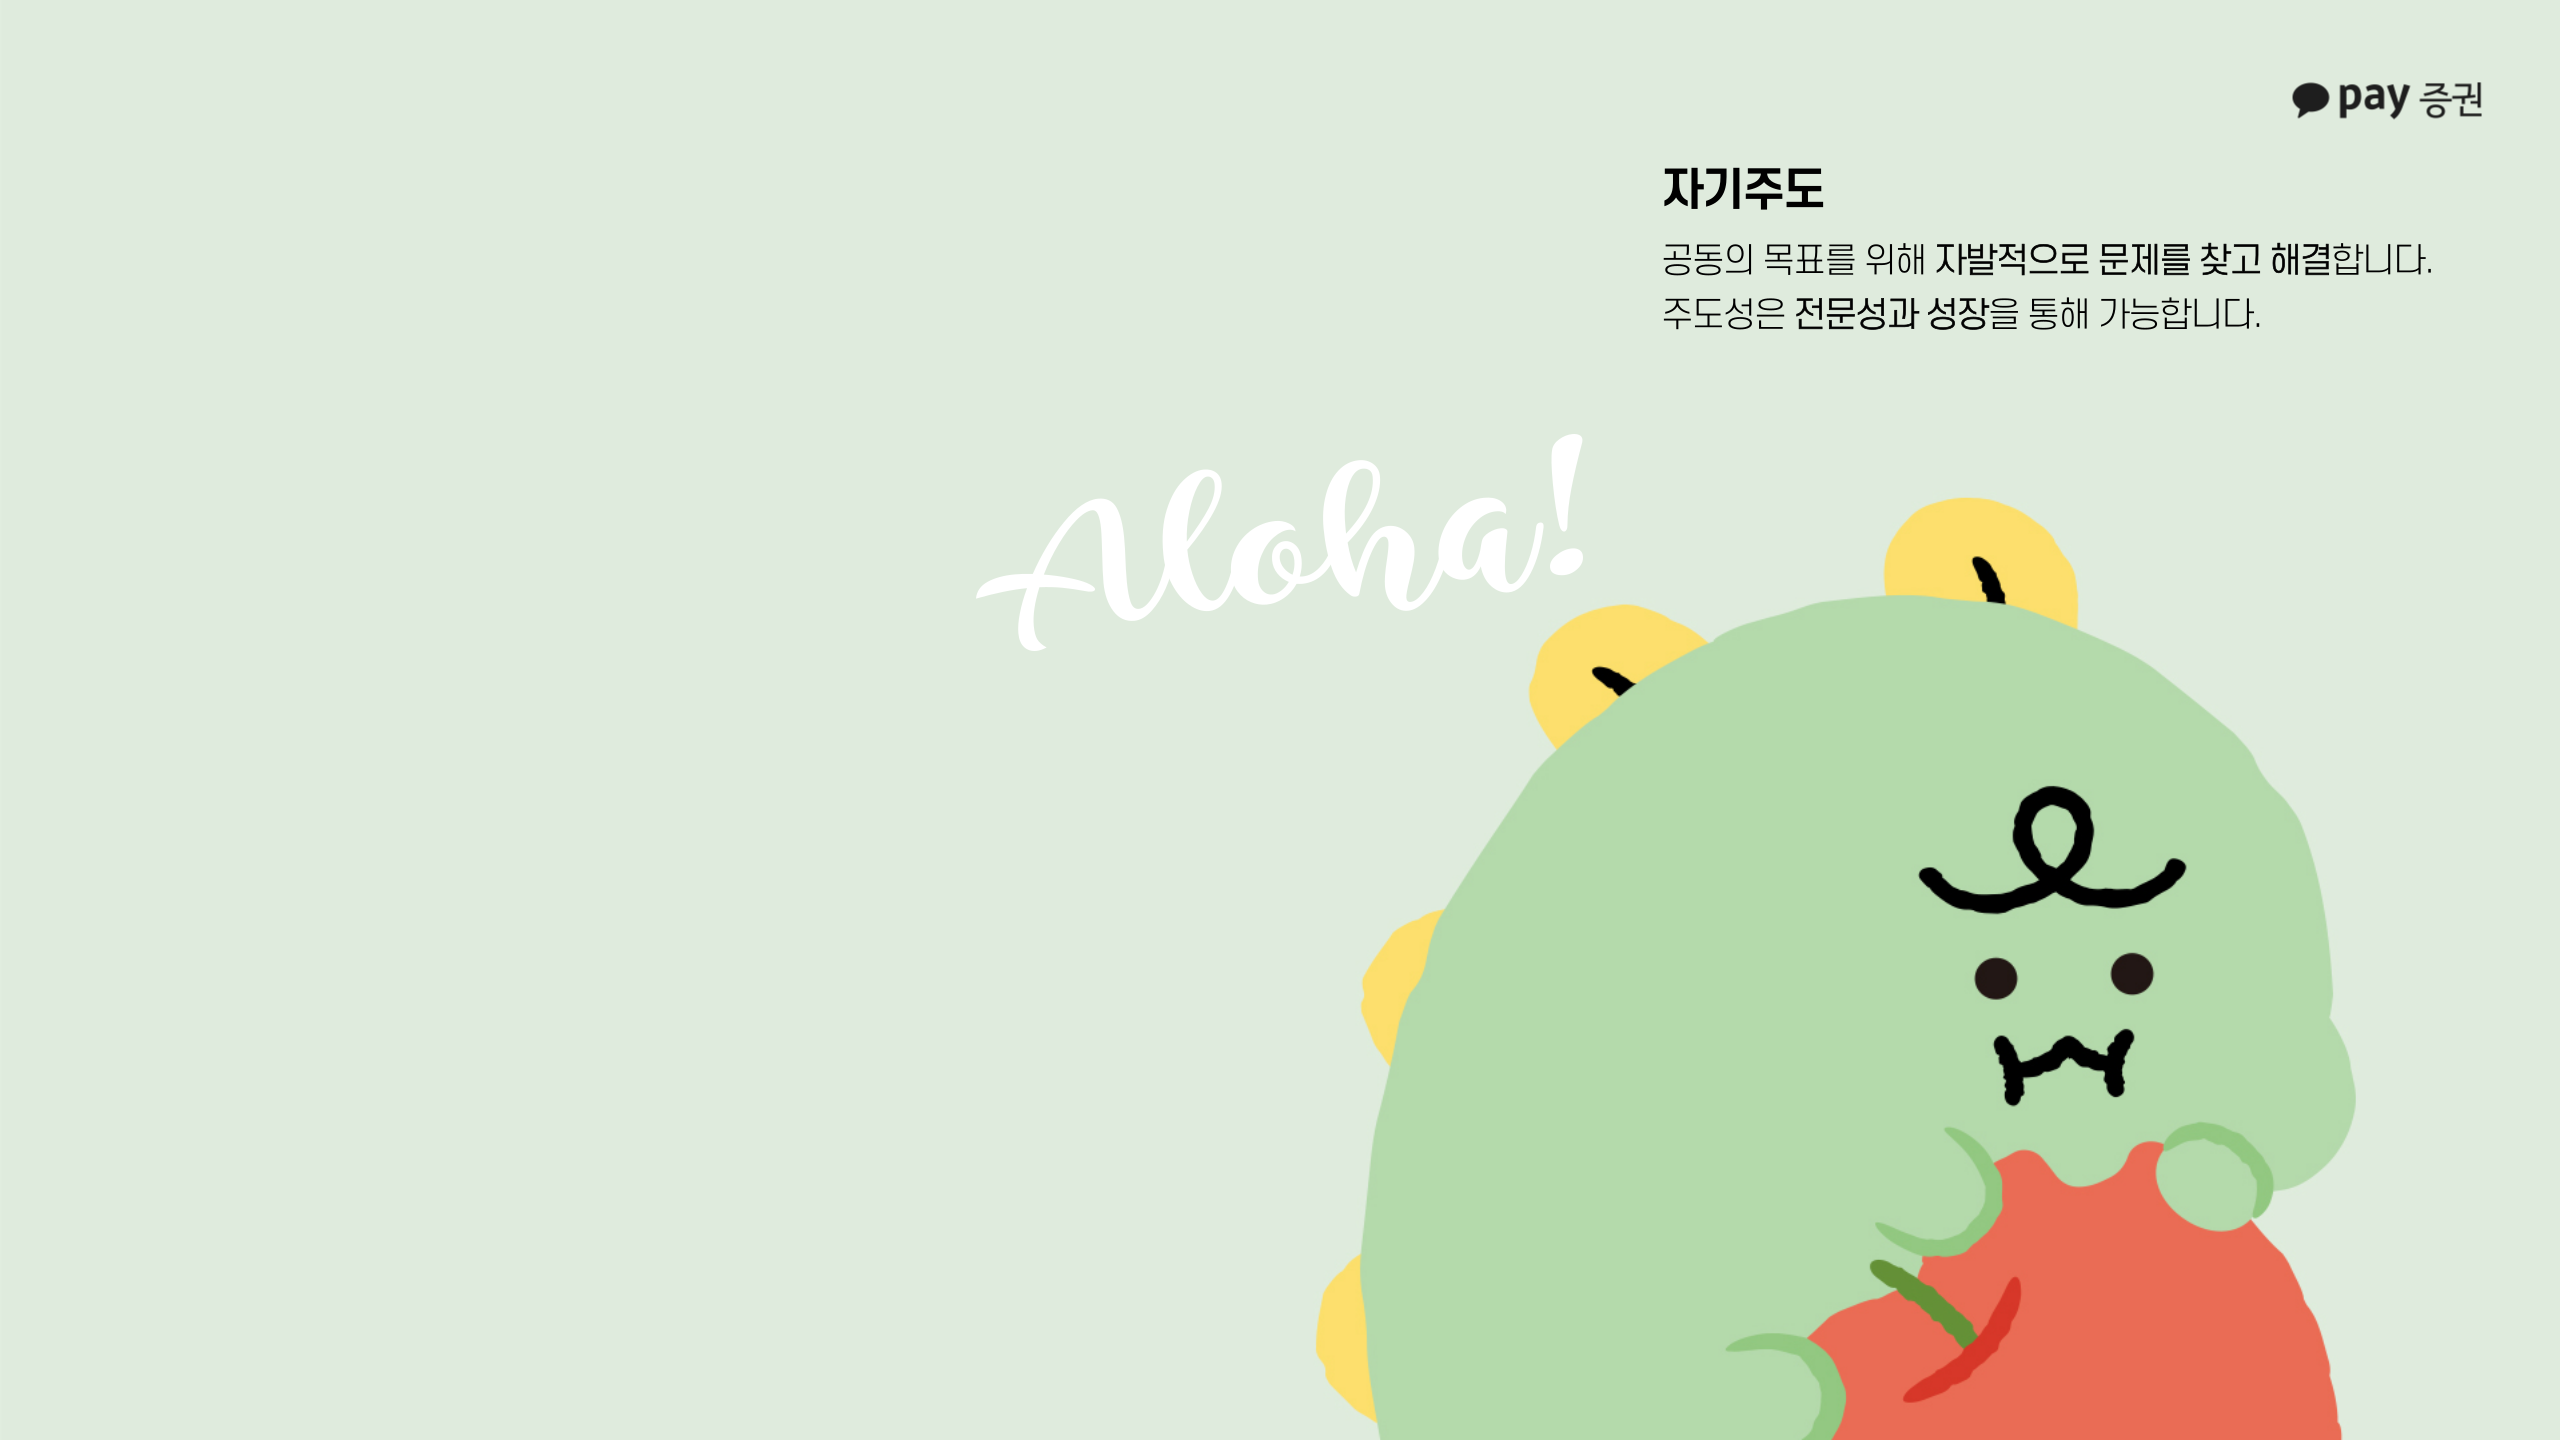 pay 증권
자기주도
공동의 목표를 위해 자발적으로 문제를 찾고 해결합니다.
주도성은 전문성과 성장을 통해 가능합니다.
Aloha!